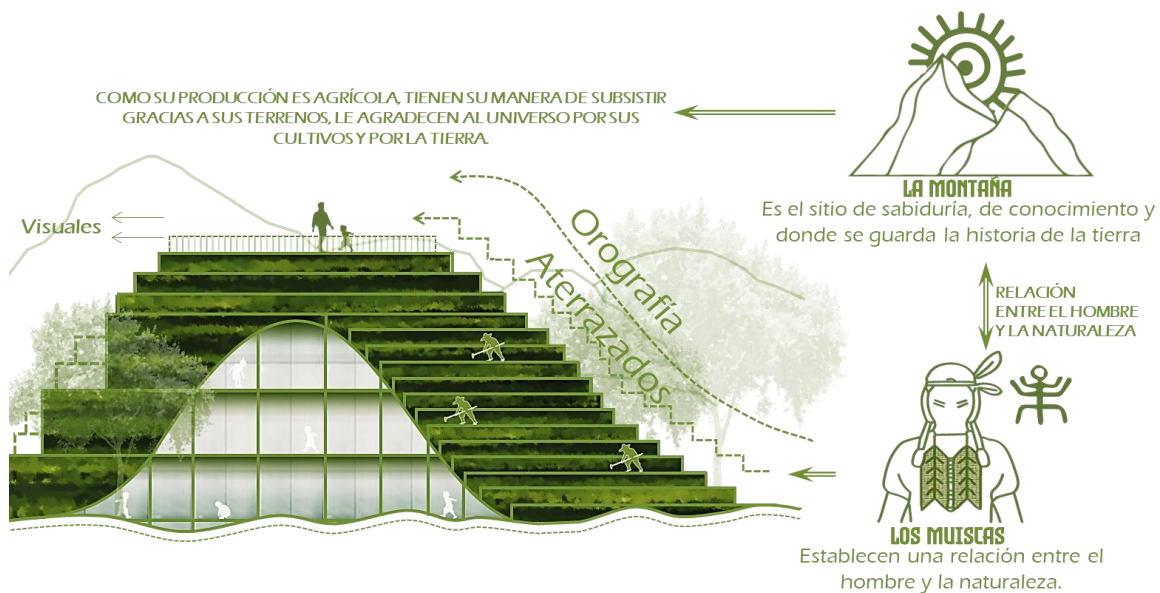 COMO SU PRODUCCIÓN ES AGRÍCOLA, TIENEN SU MANERA DE SUBSISTIR
GRACIAS A SUS TERRENOS, LE AGRADECEN AL UNIVERSO POR SUS
CULTIVOS Y POR LA TIERRA.
Visuales
Orografía
Aterrazados
LA MONTAÑA
Es el sitio de sabiduría, de conocimiento y
donde se guarda la historia de la tierra
RELACIÓN
ENTRE EL HOMBRE
Y LA NATURALEZA
LOS MUISCAS
Establecen una relación entre el
hombre y la naturaleza.